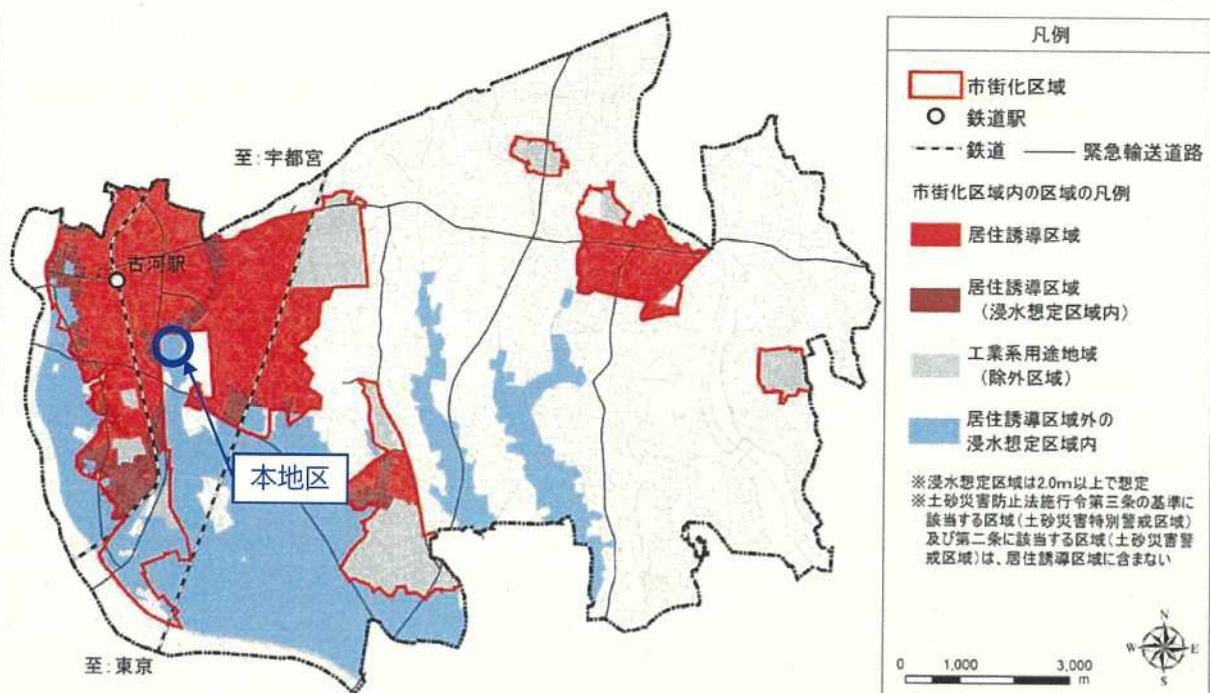 至：宇都宮
古河駅
本地区
至：東京
凡例
市街化区域
鉄道駅
鉄道 緊急輸送道路
市街化区域内の区域の凡例
居住誘導区域
居住誘導区域
（浸水想定区域内）
工業系用途地域
（除外区域）
居住誘導区域外の
浸水想定区域内
※浸水想定区域は2.0m以上で想定
※土砂災害防止法施行令第三条の基準に
該当する区域（土砂災害特別警戒区域）
及び第二条に該当する区域（土砂災害警
戒区域）は、居住誘導区域に含まない
N
W E
S
0 1,000 3,000
m